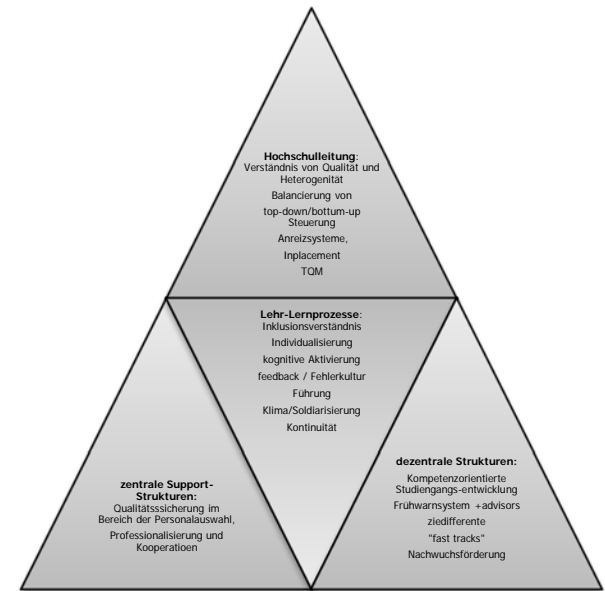 Hochschulleitung:
Verständnis von Qualität und
Heterogenität
Balancierung von
top-down/bottum-up
Steuerung
Anreizsysteme,
Inplacement
TQM
Lehr-Lernprozesse:
Inklusionsverständnis
Individualisierung
kognitive Aktivierung
feedback / Fehlerkultur
Führung
Klima/Soldiarisierung
Kontinuität
zentrale Support-
Strukturen:
Qualitätsssicherung im
Bereich der Personalauswahl,
Professionalisierung und
Kooperatioen
dezentrale Strukturen:
Kompetenzorientierte
Studiengangs-entwicklung
Frühwarnsystem +advisors
ziedifferente
"fast tracks"
Nachwuchsförderung